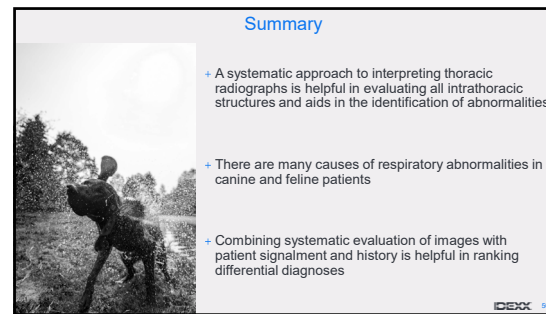 Summary
+ A systematic approach to interpreting thoracic
radiographs is helpful in evaluating all intrathoracic
structures and aids in the identification of abnormalities
+ There are many causes of respiratory abnormalities in
canine and feline patients
+ Combining systematic evaluation of images with
patient signalment and history is helpful in ranking
differential diagnoses
IDEXX